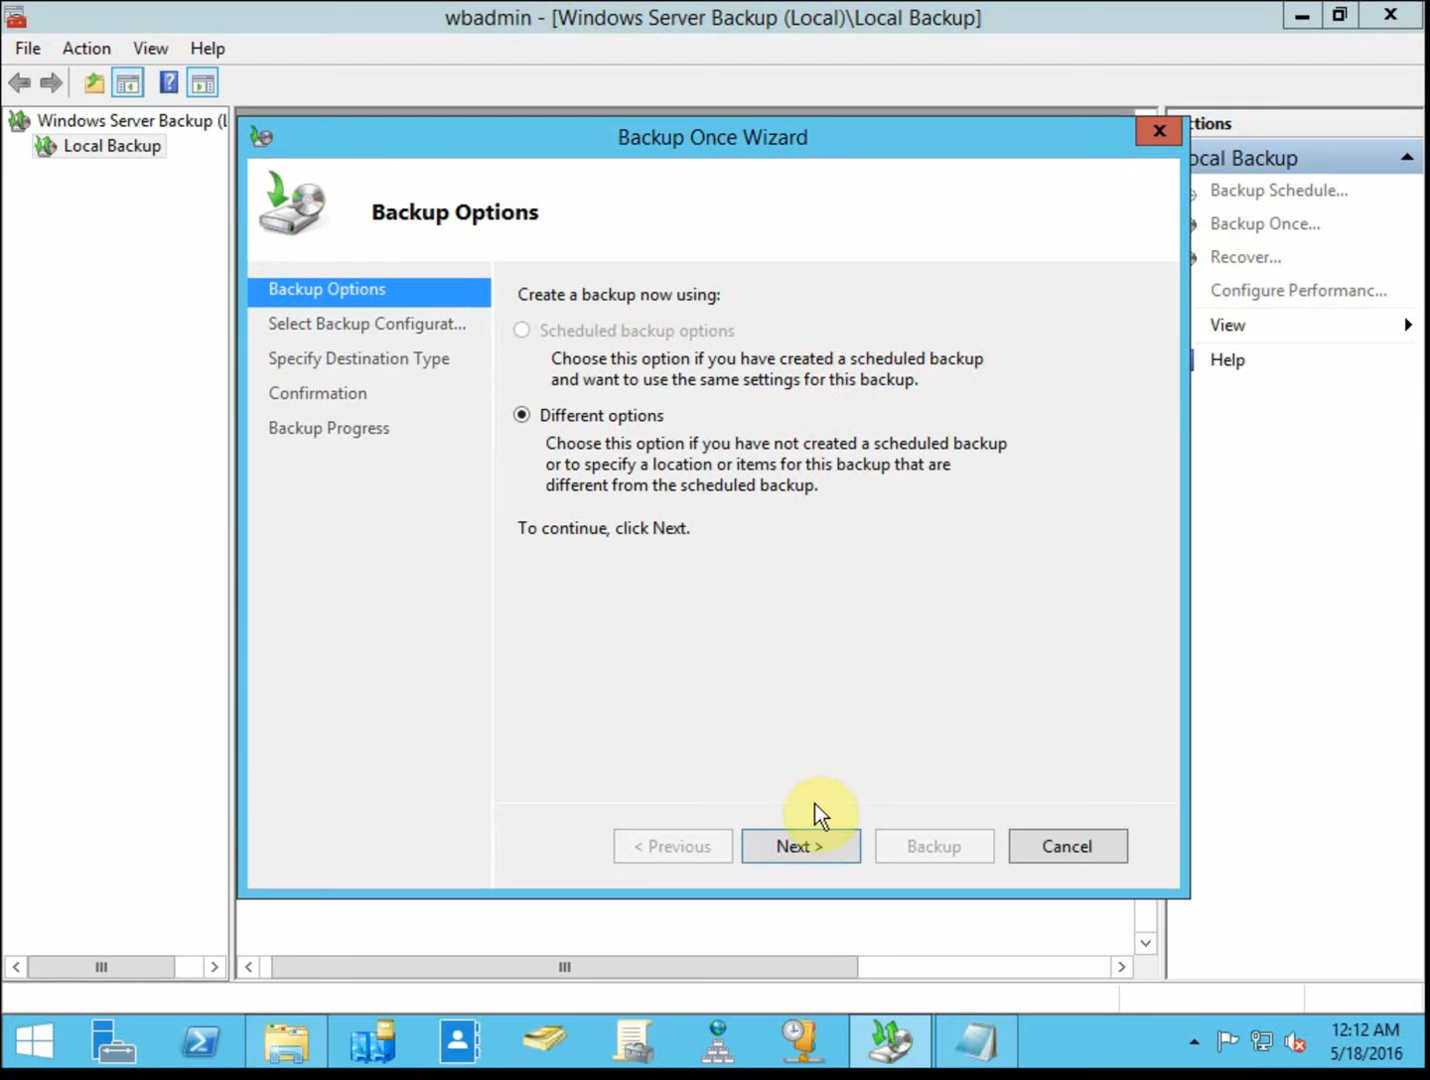 wbadmin - [Windows Server Backup (Local)\Local Backup]
File Action View Help
Windows Server Backup (L
Local Backup
Backup Once Wizard
Backup Options
Backup Options
Select Backup Configurat...
Specify Destination Type
Confirmation
Backup Progress
Create a backup now using:
Scheduled backup options
Choose this option if you have created a scheduled backup
and want to use the same settings for this backup.
Different options
Choose this option if you have not created a scheduled backup
or to specify a location or items for this backup that are
different from the scheduled backup.
To continue, click Next.
< Previous Next > Backup Cancel
ctions
ocal Backup
Backup Schedule...
Backup Once...
Recover...
Configure Performanc...
View
Help
12:12 AM
5/18/2016